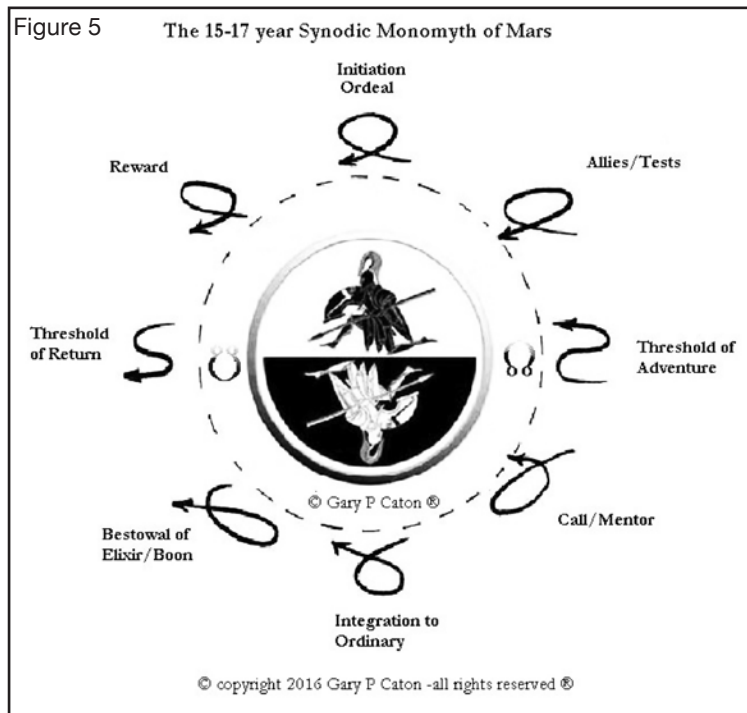 Figure 5
The 15-17 year Synodic Monomyth of Mars
Initiation
Ordeal
Reward
Allies/Tests
Threshold
of Return
Threshold of
Adventure
© Gary P Caton ®
Call/Mentor
Bestowal of
Elixir/Boon
Integration to
Ordinary
© copyright 2016 Gary P Caton -all rights reserved ®